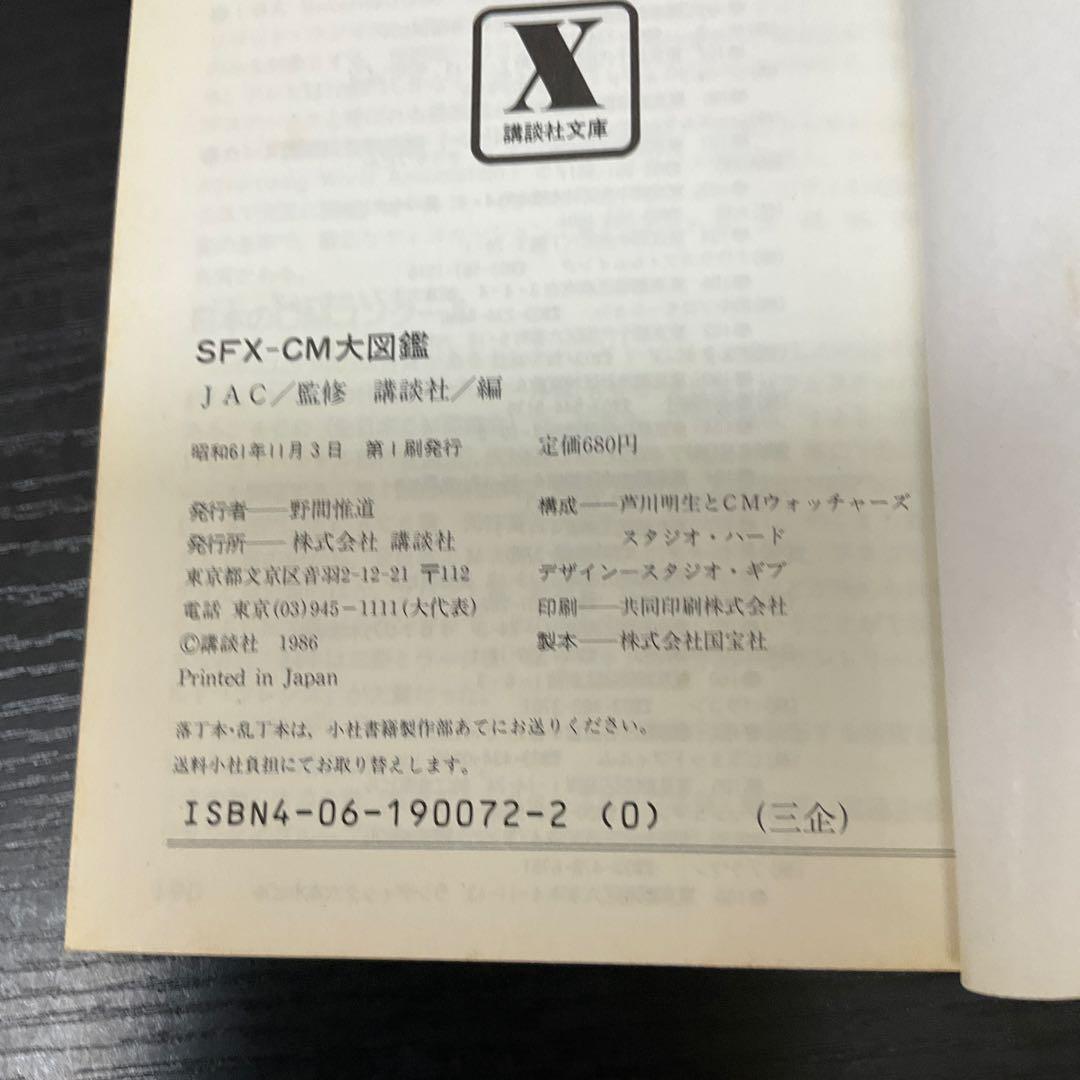 X
講談社文庫
SFX-CM大図鑑
JAC／監修　講談社／編
昭和61年11月3日　第1刷発行
定価680円
発行者──野間惟道
発行所──株式会社 講談社
東京都文京区音羽2-12-21 〒112
電話 東京(03)945-1111(大代表)
©講談社　1986
Printed in Japan
構成──芦川明生とCMウォッチャーズ
スタジオ・ハード
デザイン─スタジオ・ギブ
印刷──共同印刷株式会社
製本──株式会社国宝社
落丁本・乱丁本は、小社書籍製作部あてにお送りください。
送料小社負担にてお取り替えします。
ISBN4-06-190072-2 (0)
(三企)